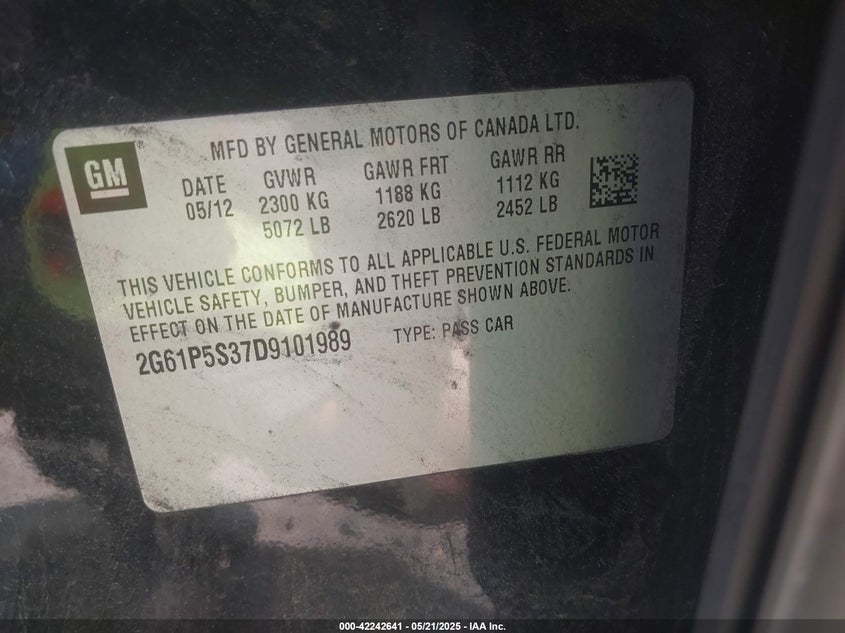 MFD BY GENERAL MOTORS OF CANADA LTD.
GM®
DATE GVWR GAWR FRT GAWR RR
05/12 2300 KG 1188 KG 1112 KG
5072 LB 2620 LB 2452 LB
THIS VEHICLE CONFORMS TO ALL APPLICABLE U.S. FEDERAL MOTOR
VEHICLE SAFETY, BUMPER, AND THEFT PREVENTION STANDARDS IN
EFFECT ON THE DATE OF MANUFACTURE SHOWN ABOVE.
2G61P5S37D9101989 TYPE: PASS CAR
000-42242641 - 05/21/2025 - IAA Inc.